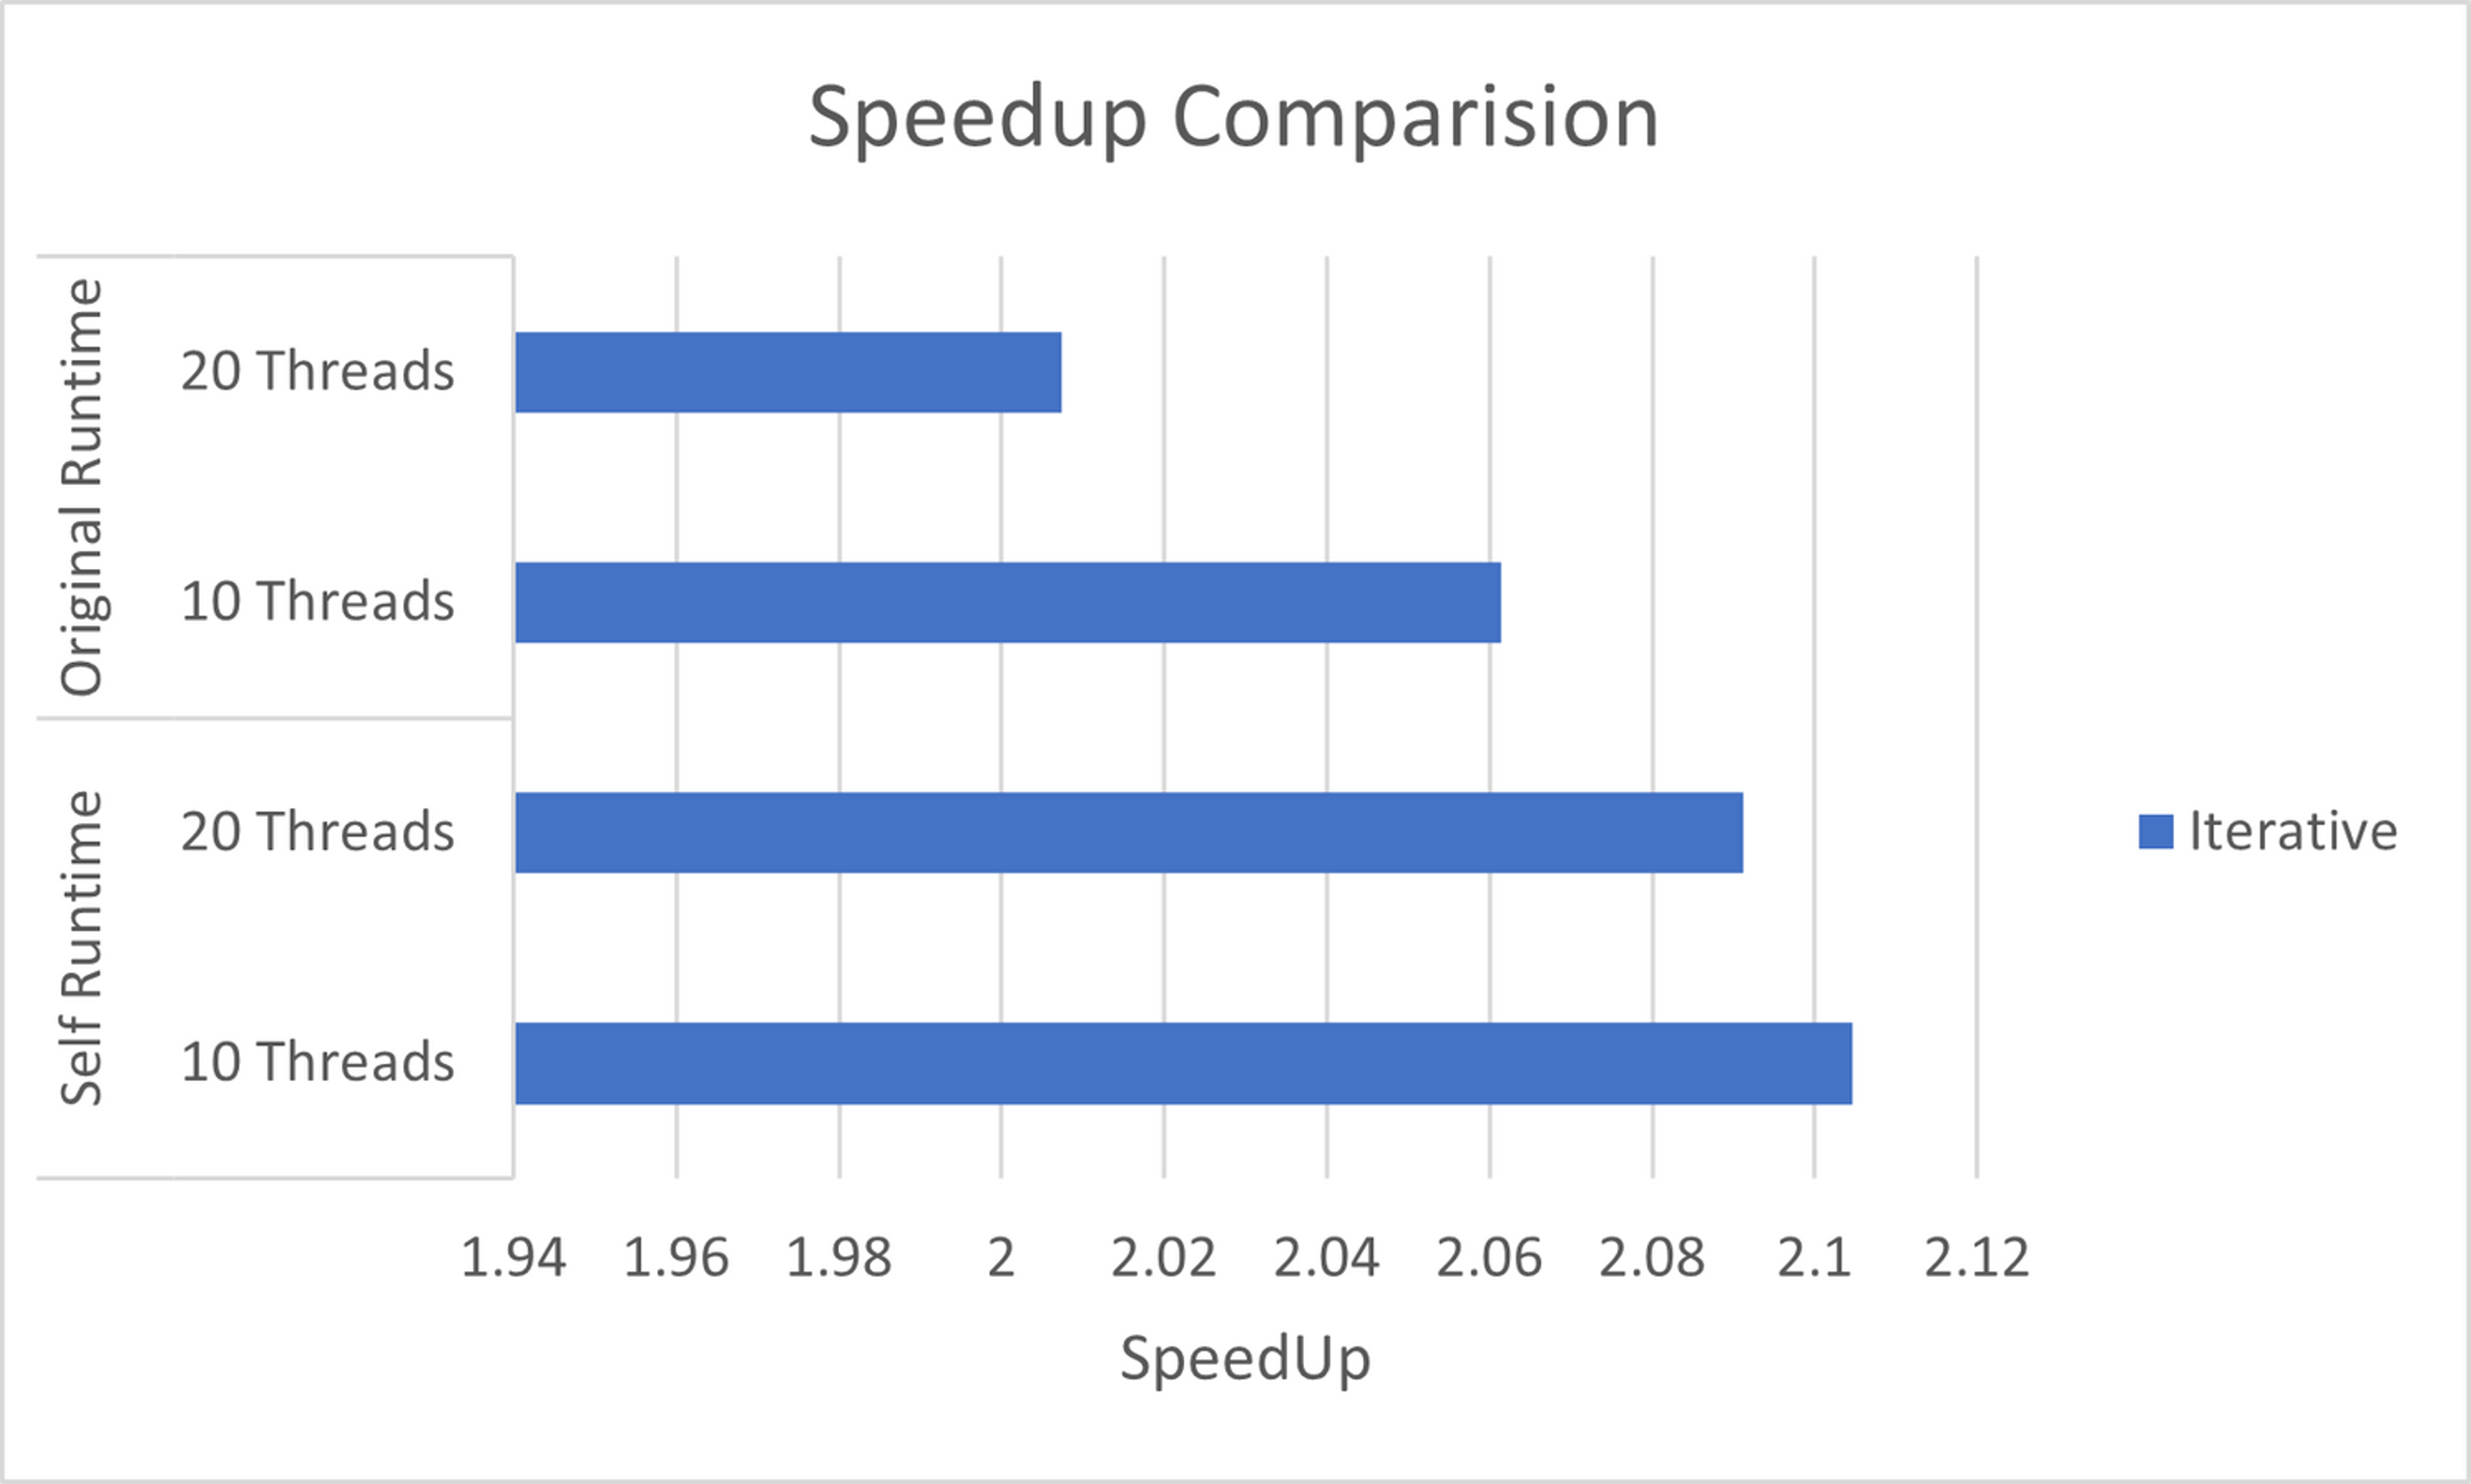 Speedup Comparision
Original Runtime
20 Threads
10 Threads
Self Runtime
20 Threads
10 Threads
Iterative
1.94 1.96 1.98 2 2.02 2.04 2.06 2.08 2.1 2.12
SpeedUp